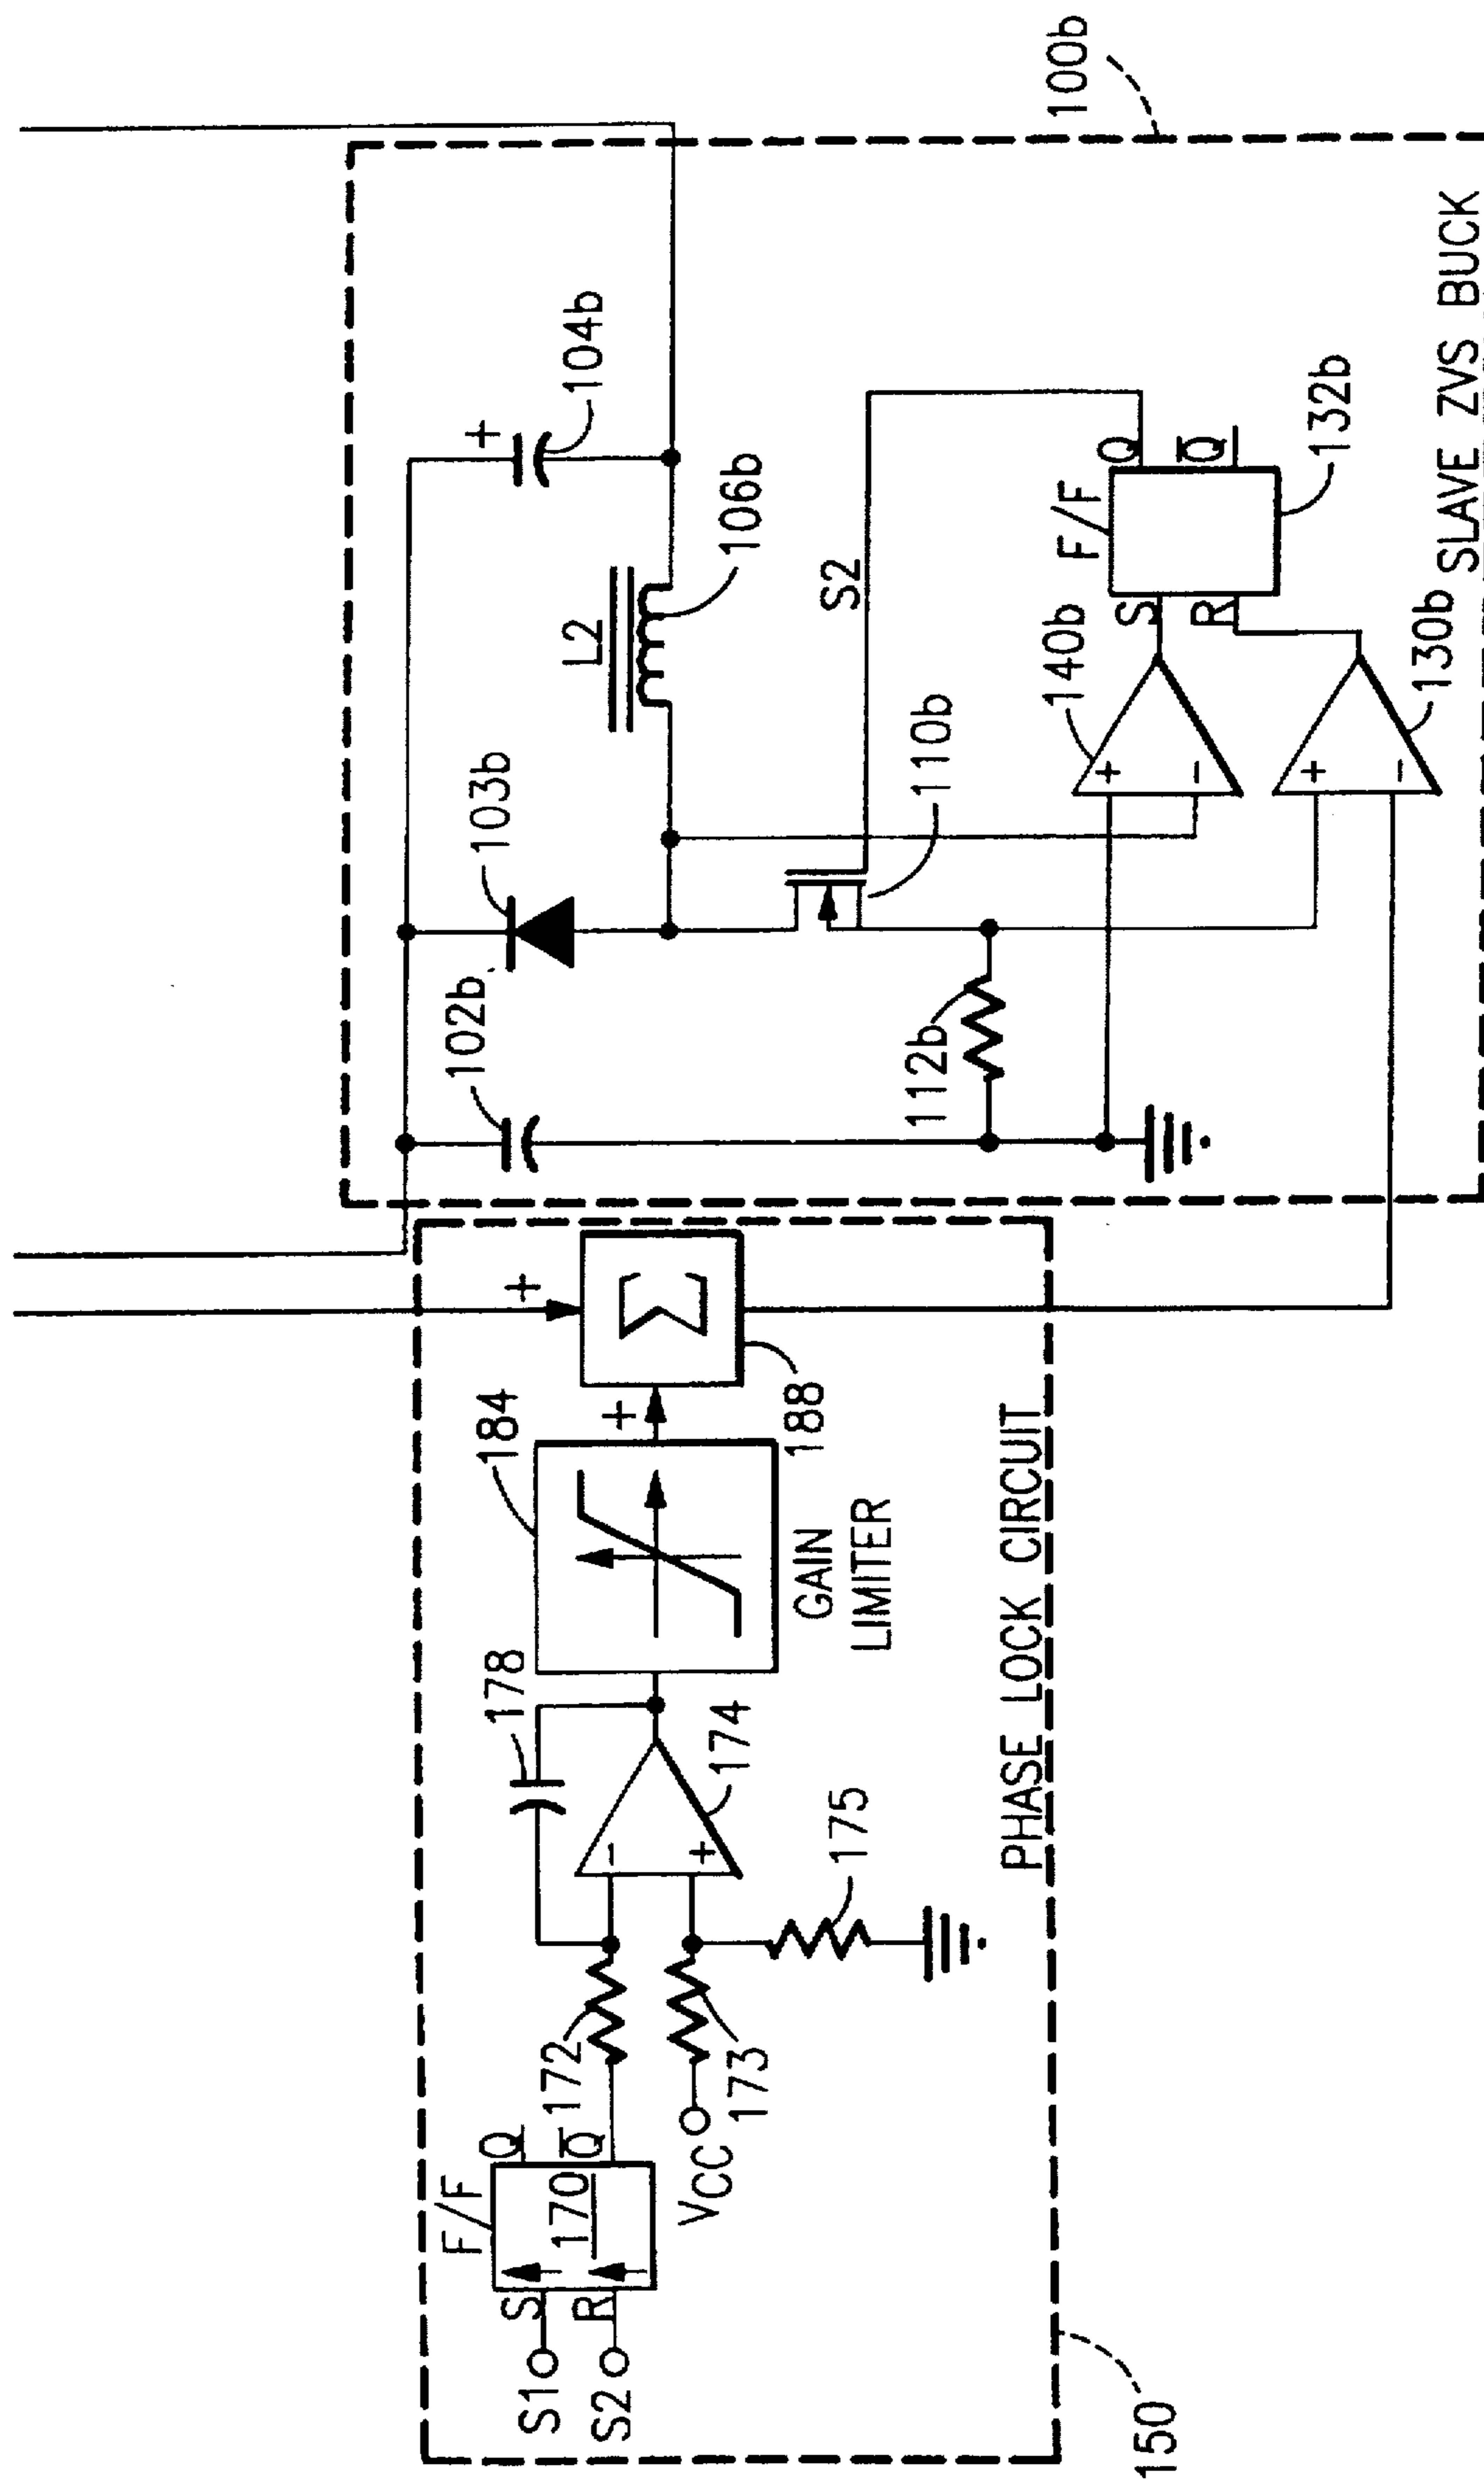 100b
+
104b
L2
106b
103b
102b
S2
F/F
Q
Q
S
R
132b
140b
+
-
130b
+
-
110b
112b
SLAVE ZVS BUCK
+
Σ
188
+
184
GAIN
LIMITER
178
174
-
+
175
172
173
VCC
F/F
170
Q
Q
S
R
S1
S2
PHASE LOCK CIRCUIT
150